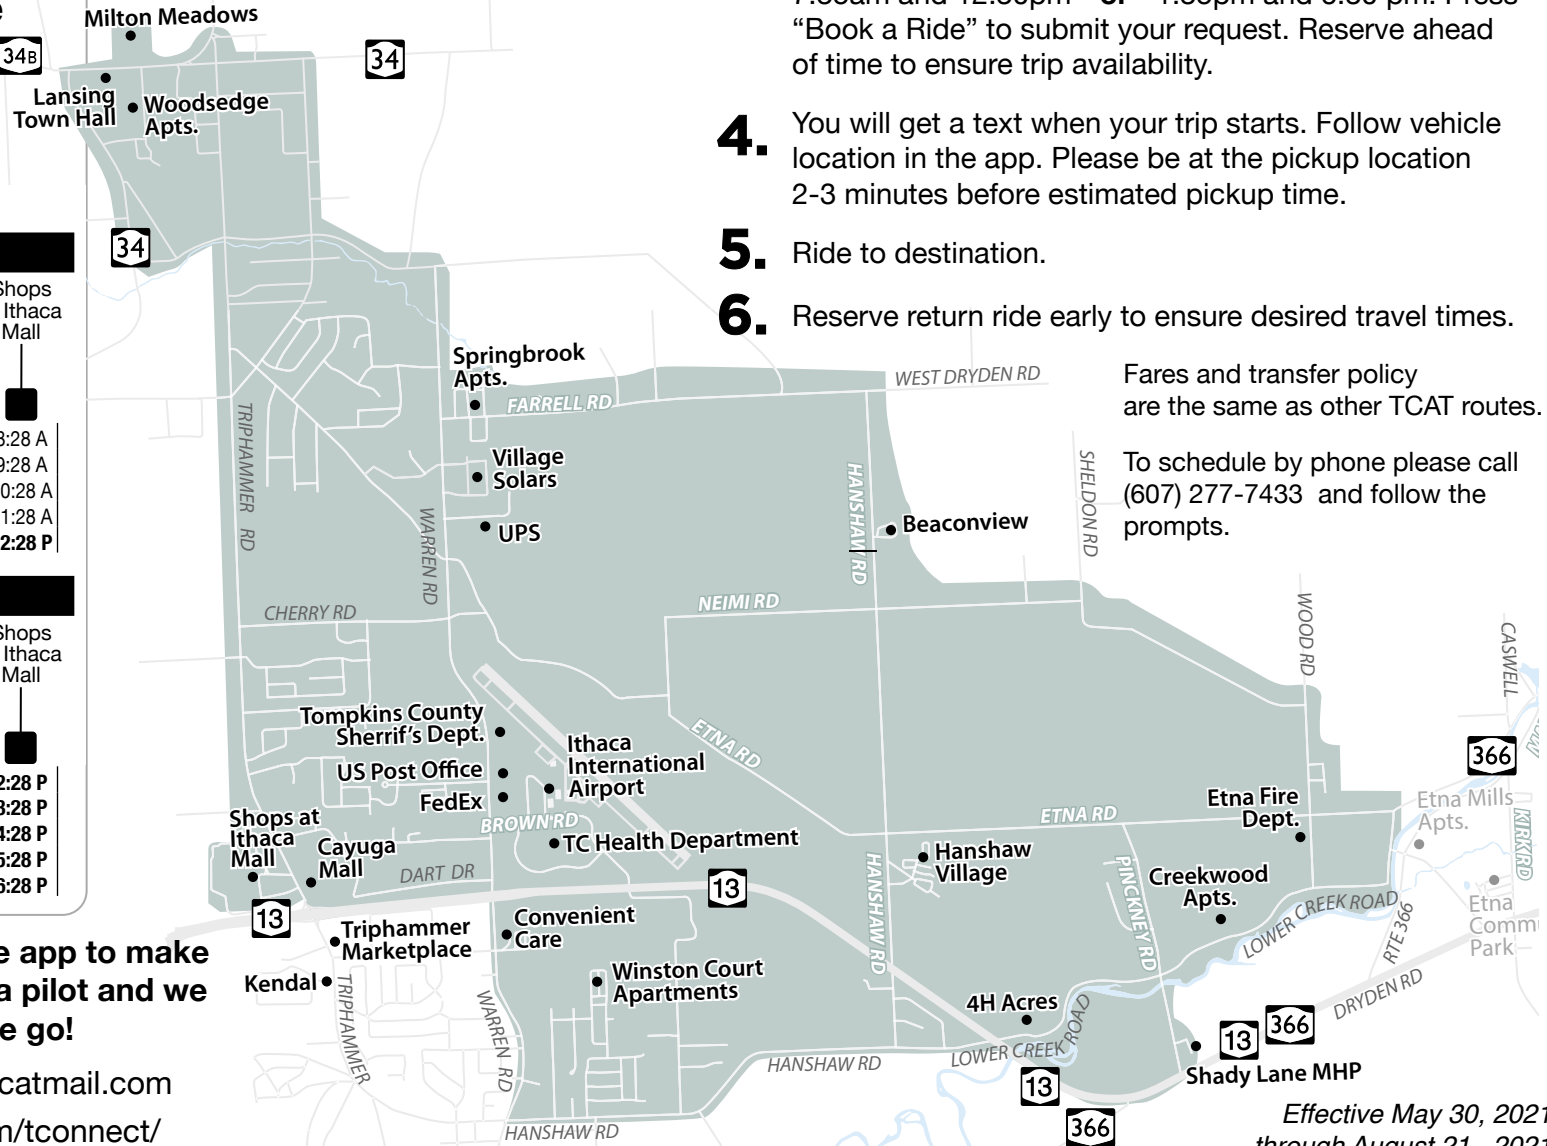 Milton Meadows
34B
34
Lansing
Town Hall
Woodsedge
Apts.
34
Shops
Ithaca
Mall
8:28 A
9:28 A
0:28 A
1:28 A
2:28 P
Shops
Ithaca
Mall
2:28 P
3:28 P
4:28 P
5:28 P
6:28 P
e app to make
a pilot and we
e go!
catmail.com
m/tconnect/
“Book a Ride” to submit your request. Reserve ahead
of time to ensure trip availability.
4. You will get a text when your trip starts. Follow vehicle
location in the app. Please be at the pickup location
2-3 minutes before estimated pickup time.
5. Ride to destination.
6. Reserve return ride early to ensure desired travel times.
Fares and transfer policy
are the same as other TCAT routes.
To schedule by phone please call
(607) 277-7433 and follow the
prompts.
Springbrook
Apts.
FARRELL RD
WEST DRYDEN RD
TRIPHAMMER RD
Village
Solars
UPS
WARREN RD
HANSHAW RD
Beaconview
SHELDON RD
CHERRY RD
NEIMI RD
WOOD RD
CASWELL
Tompkins County
Sherrif’s Dept.
US Post Office
FedEx
Ithaca
International
Airport
ETNA RD
BROWN RD
TC Health Department
Shops at
Ithaca
Mall
Cayuga
Mall
DART DR
13
13
ETNA RD
Hanshaw
Village
HANSHAW RD
PINCKNEY RD
Etna Fire
Dept.
Creekwood
Apts.
366
Etna Mills
Apts.
KIRK RD
LOWER CREEK ROAD
RTE 366
Etna
Park
DRYDEN RD
Triphammer
Marketplace
Kendal
TRIPHAMMER
Convenient
Care
Winston Court
Apartments
WARREN RD
HANSHAW RD
HANSHAW RD
4H Acres
LOWER CREEK ROAD
13
366
13
366
Shady Lane MHP
Effective May 30, 2021
through August 21, 2021